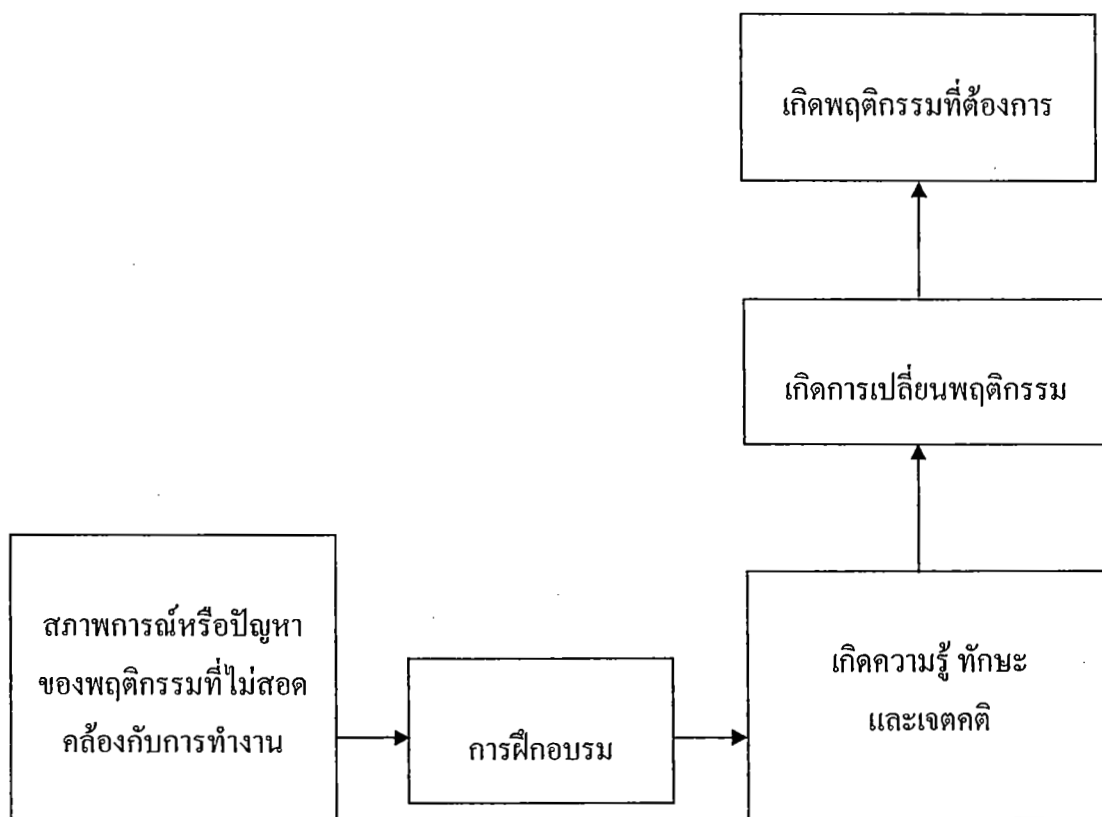 เกิดพฤติกรรมที่ต้องการ
เกิดการเปลี่ยนพฤติกรรม
สภาพการณ์หรือปัญหา
ของพฤติกรรมที่ไม่สอด
คล้องกับการทำงาน
การฝึกอบรม
เกิดความรู้ ทักษะ
และเจตคติ